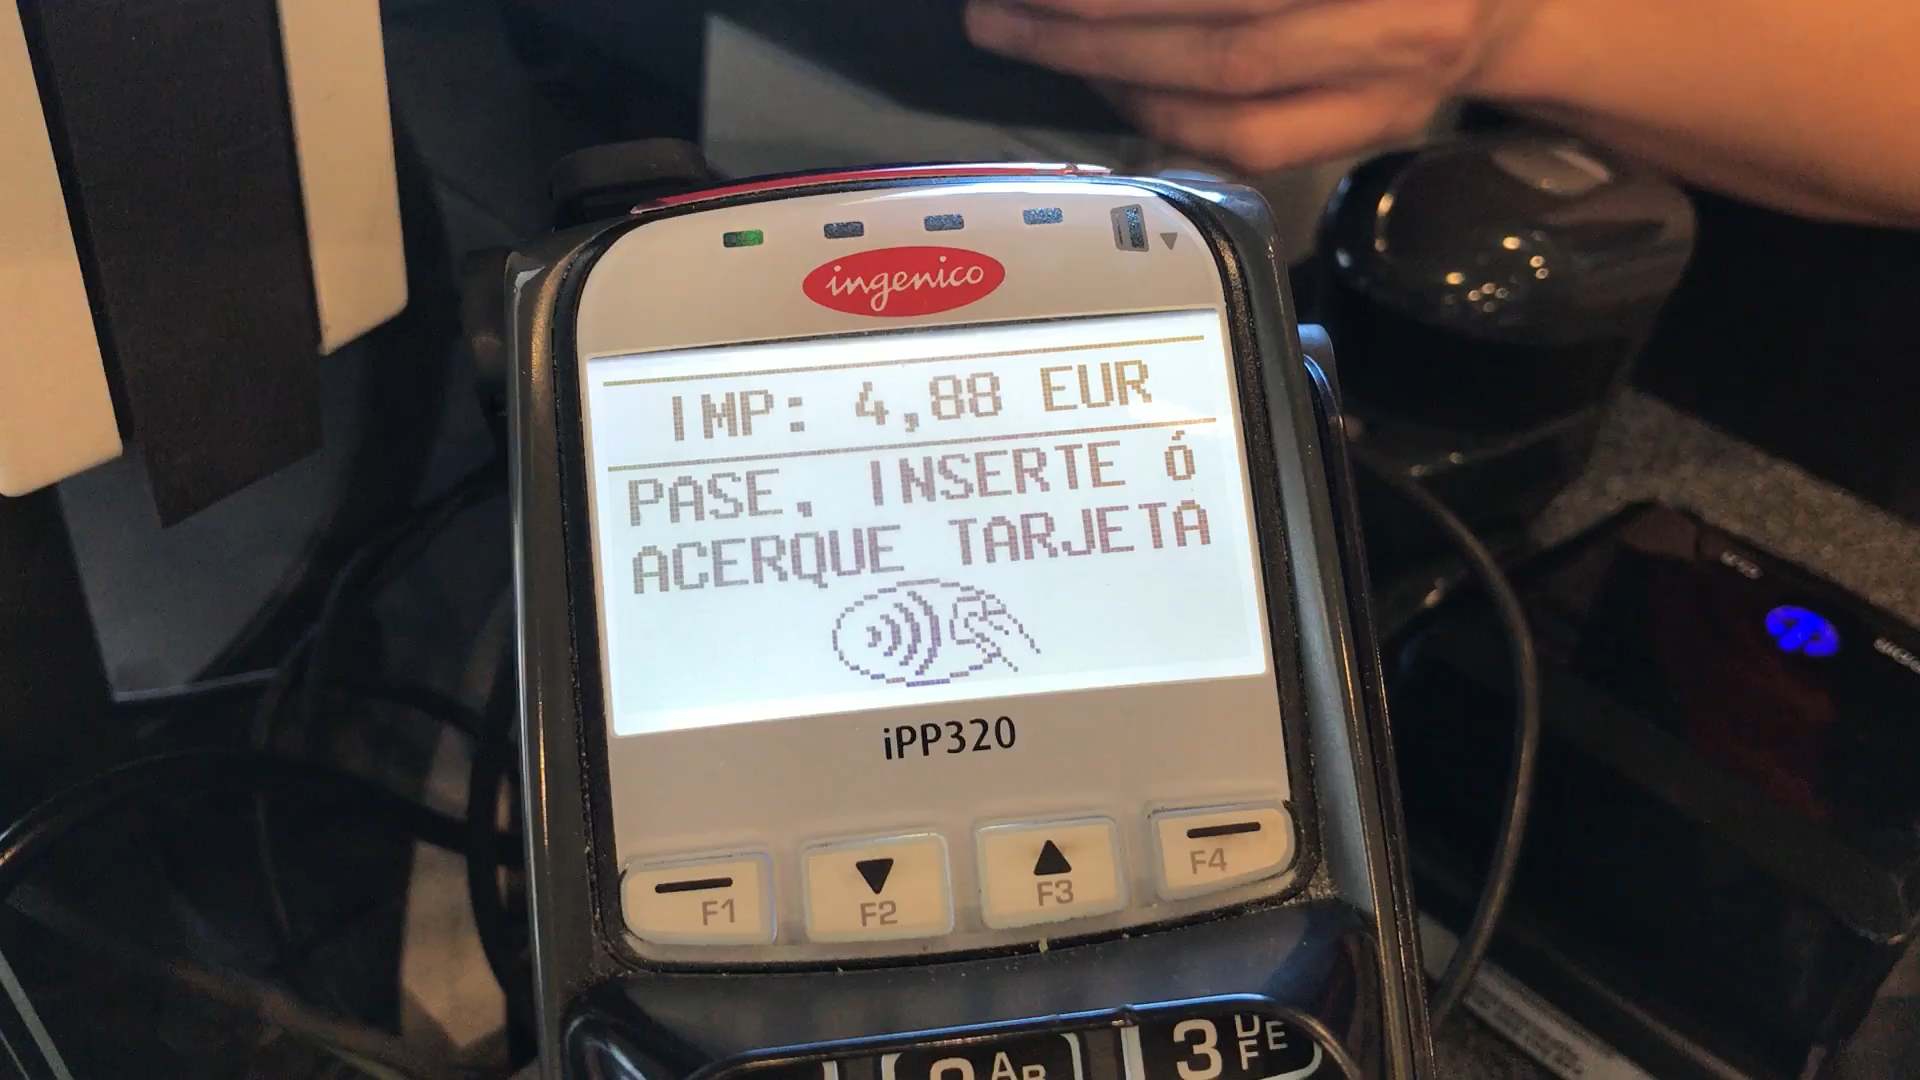 ingenico
IMP: 4,88 EUR
PASE, INSERTE ó
ACERQUE TARJETA
iPP320
F1
F2
F3
F4
3 DEF